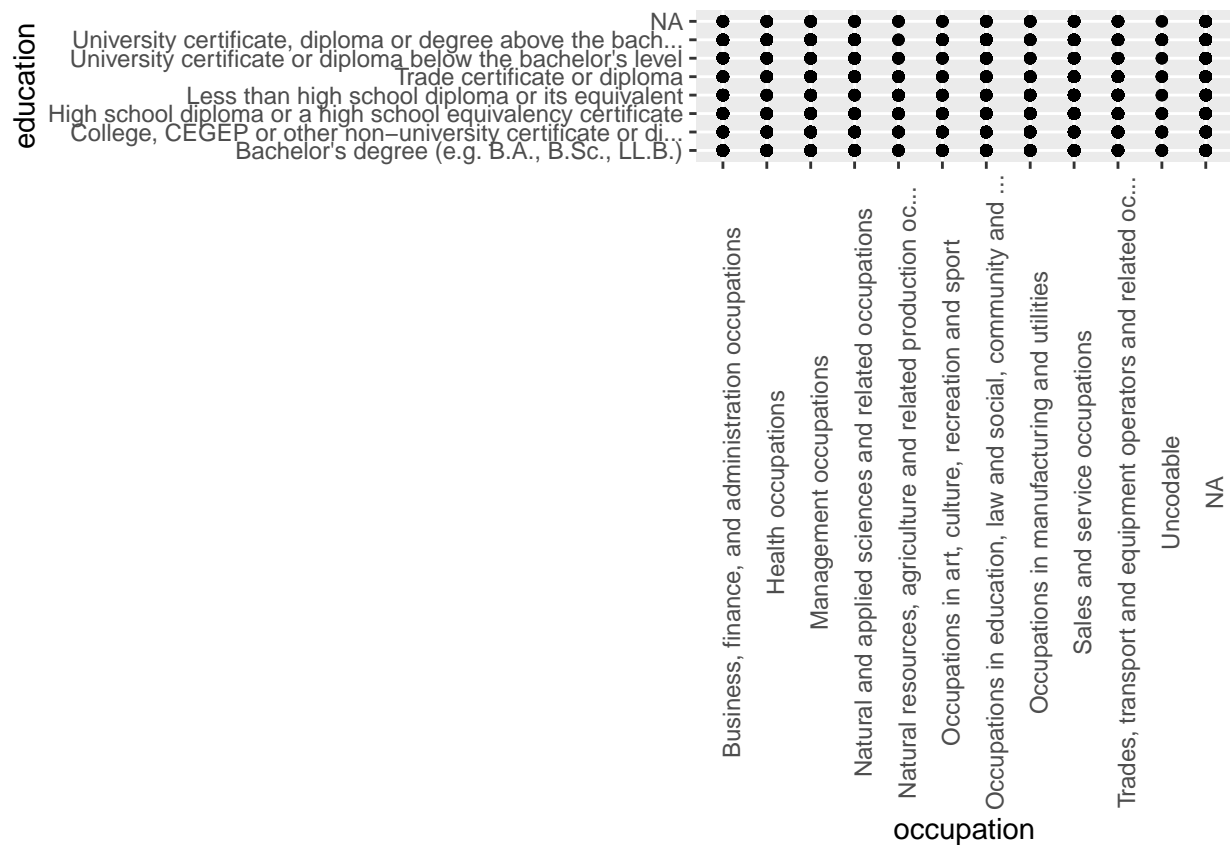 education
NA
University certificate, diploma or degree above the bach...
University certificate or diploma below the bachelor's level
Trade certificate or diploma
Less than high school diploma or its equivalent
High school diploma or a high school equivalency certificate
College, CEGEP or other non−university certificate or di...
Bachelor's degree (e.g. B.A., B.Sc., LL.B.)
Business, finance, and administration occupations
Health occupations
Management occupations
Natural and applied sciences and related occupations
Natural resources, agriculture and related production oc...
Occupations in art, culture, recreation and sport
Occupations in education, law and social, community and ...
Occupations in manufacturing and utilities
Sales and service occupations
Trades, transport and equipment operators and related oc...
Uncodable
NA
occupation